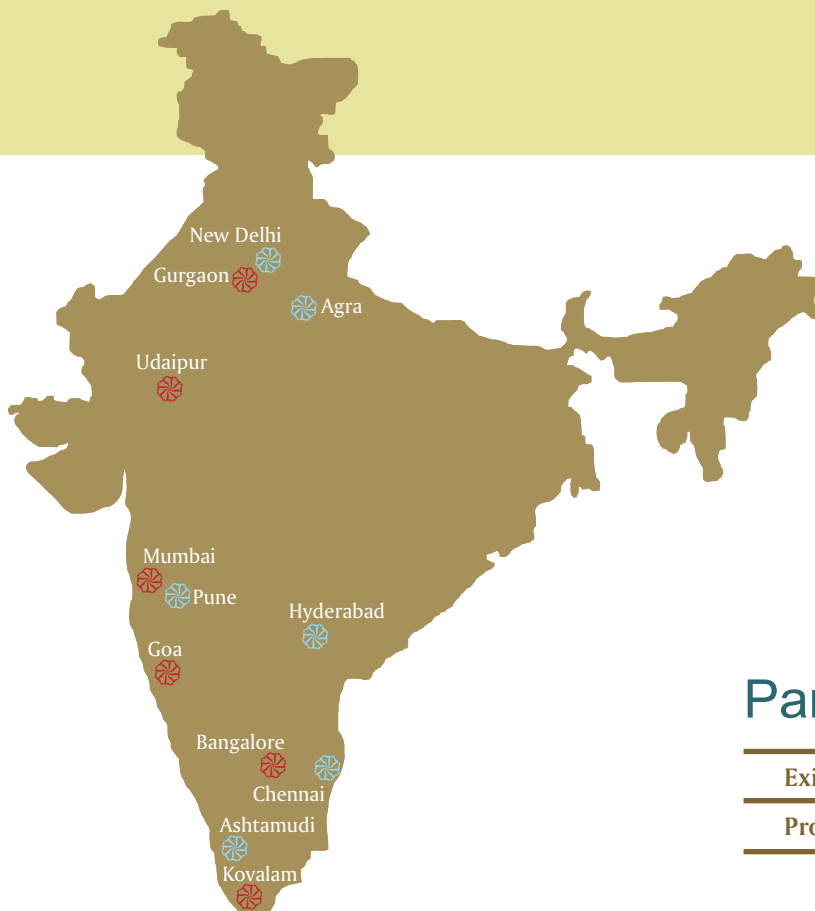 New Delhi
Gurgaon
Agra
Udaipur
Mumbai
Pune
Hyderabad
Goa
Bangalore
Chennai
Ashtamudi
Kovalam